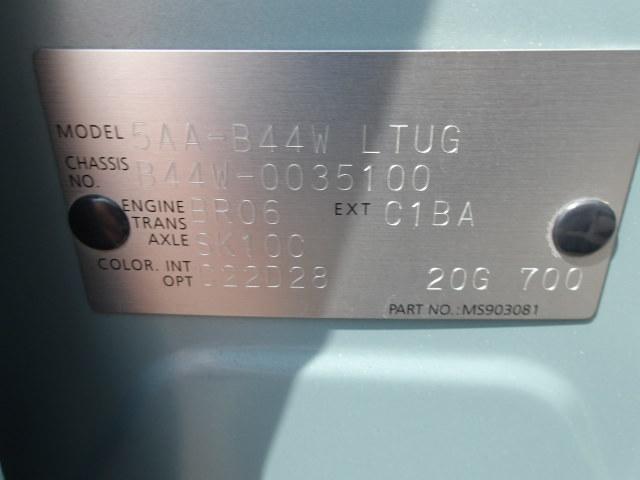 MODEL 5AA-B44W LTUG
CHASSIS NO. B44W-0035100
ENGINE BR06 EXT C1BA
TRANS AXLE SK10C
COLOR. INT OPT C22D28 20G 700
PART NO.:MS903081